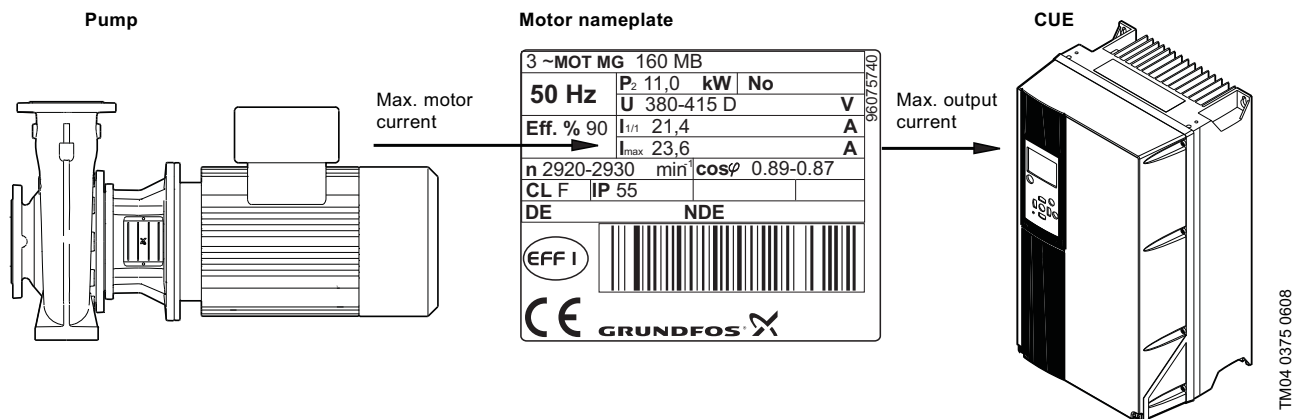 Pump
Motor nameplate
CUE
Max. motor
current
3 ~MOT MG 160 MB
50 Hz
P2 11,0 kW No
U 380-415 D V
Eff. % 90
I1/1 21,4 A
Imax 23,6 A
n 2920-2930 min-1 cosφ 0.89-0.87
CL F IP 55
DE NDE
96075740
EFF I
CE GRUNDFOS
Max. output
current
TM04 0375 0608